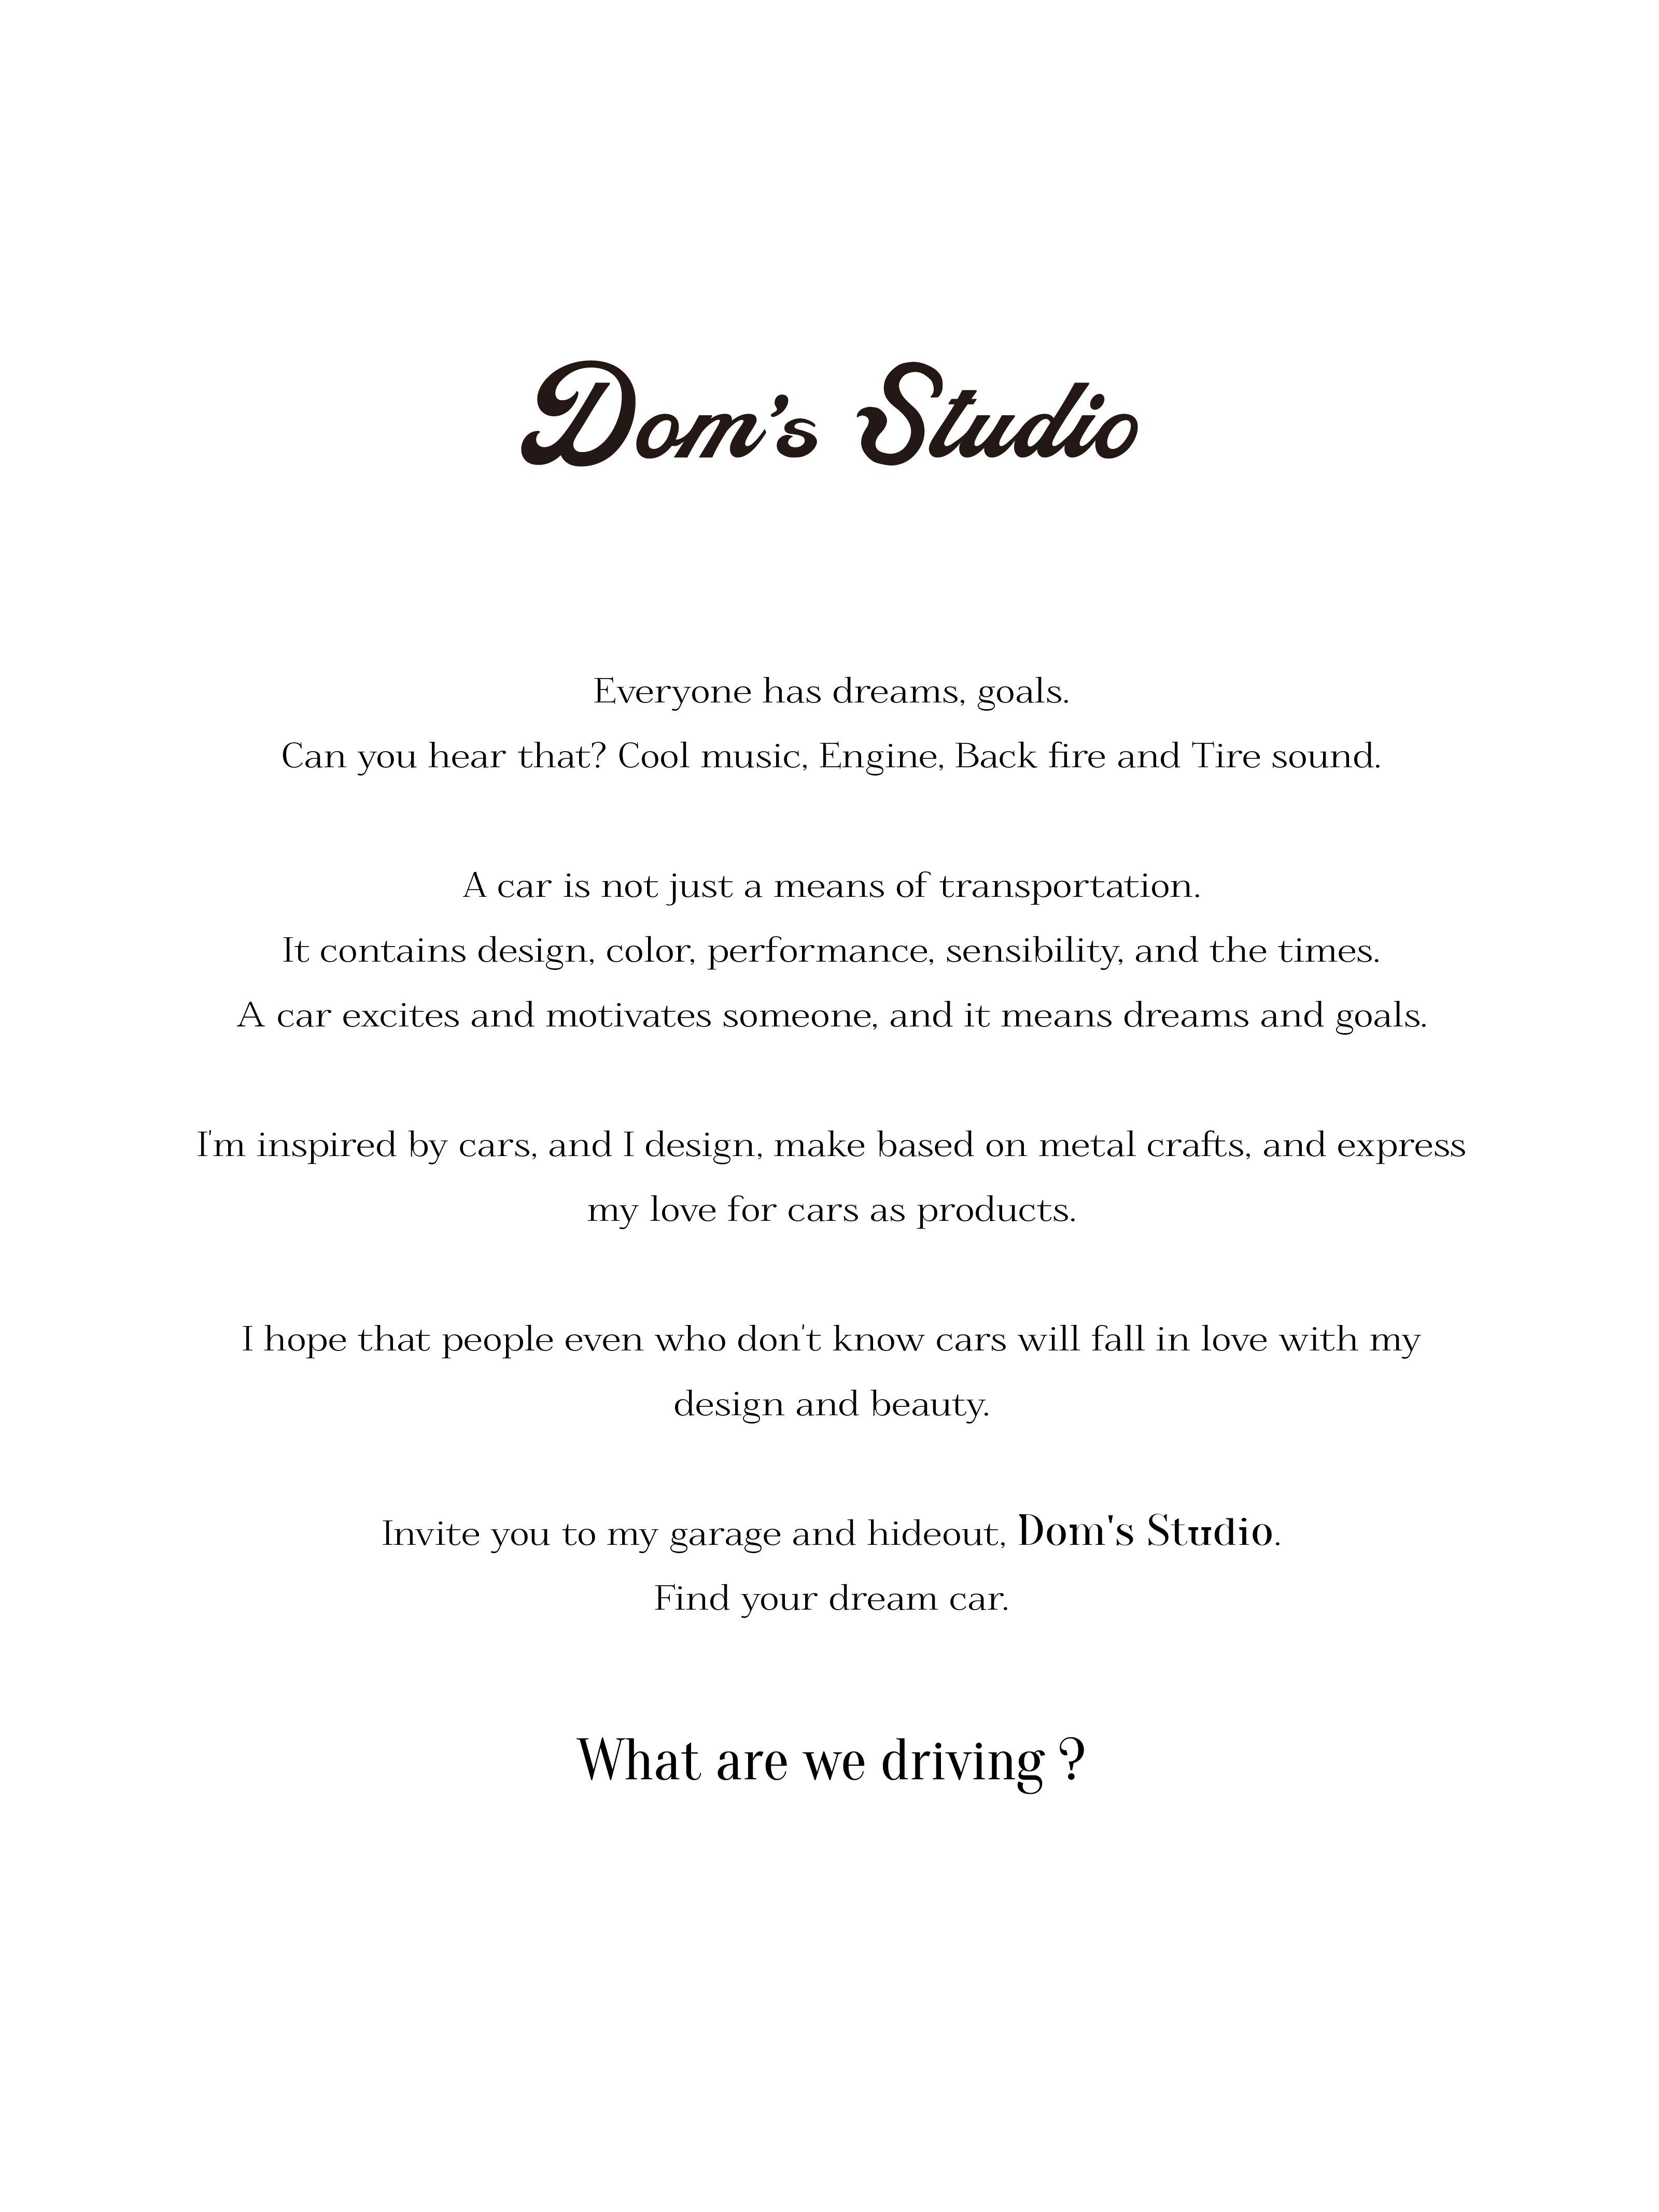 Dom's Studio
Everyone has dreams, goals.
Can you hear that? Cool music, Engine, Back fire and Tire sound.
A car is not just a means of transportation.
It contains design, color, performance, sensibility, and the times.
A car excites and motivates someone, and it means dreams and goals.
I'm inspired by cars, and I design, make based on metal crafts, and express
my love for cars as products.
I hope that people even who don't know cars will fall in love with my
design and beauty.
Invite you to my garage and hideout, Dom's Studio.
Find your dream car.
What are we driving ?